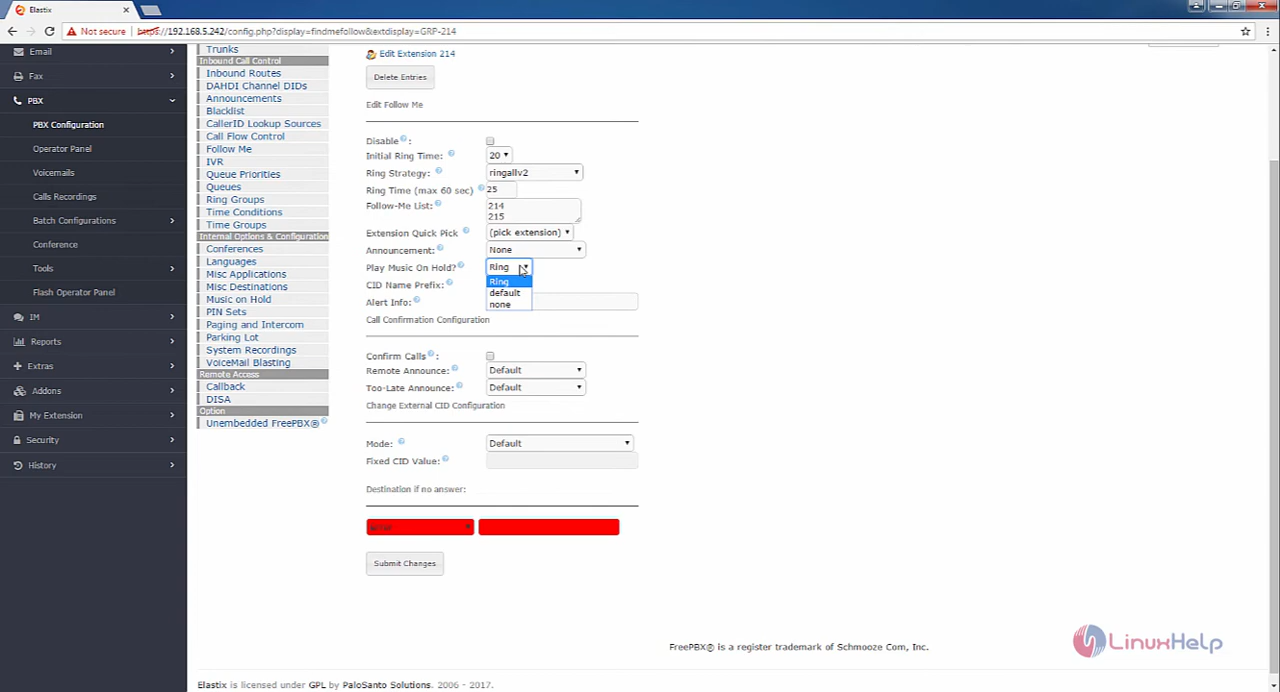 Elastix
Not secure https://192.168.5.242/config.php?display=findmefollow&extdisplay=GRP-214
Email
Fax
PBX
PBX Configuration
Operator Panel
Voicemails
Calls Recordings
Batch Configurations
Conference
Tools
Flash Operator Panel
IM
Reports
Extras
Addons
My Extension
Security
History
Trunks
Inbound Call Control
Inbound Routes
DAHDI Channel DIDs
Announcements
Blacklist
CallerID Lookup Sources
Call Flow Control
Follow Me
IVR
Queue Priorities
Queues
Ring Groups
Time Conditions
Time Groups
Internal Options & Configuration
Conferences
Languages
Misc Applications
Misc Destinations
Music on Hold
PIN Sets
Paging and Intercom
Parking Lot
System Recordings
VoiceMail Blasting
Remote Access
Callback
DISA
Option
Unembedded FreePBX®
Edit Extension 214
Delete Entries
Edit Follow Me
Disable:
Initial Ring Time: 20
Ring Strategy: ringallv2
Ring Time (max 60 sec) 25
Follow-Me List: 214
215
Extension Quick Pick (pick extension)
Announcement: None
Play Music On Hold? Ring
Ring
default
none
CID Name Prefix:
Alert Info:
Call Confirmation Configuration
Confirm Calls:
Remote Announce: Default
Too-Late Announce: Default
Change External CID Configuration
Mode: Default
Fixed CID Value:
Destination if no answer:
Submit Changes
FreePBX® is a register trademark of Schmooze Com, Inc.
LinuxHelp
Elastix is licensed under GPL by PaloSanto Solutions. 2006 - 2017.